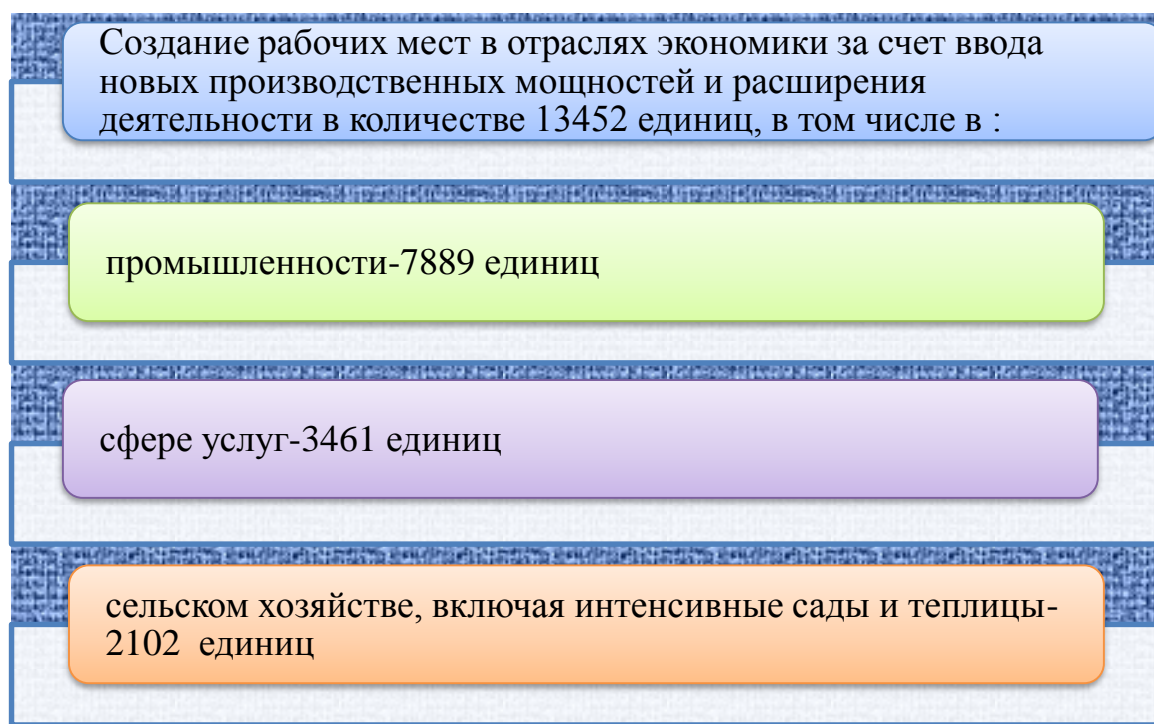 Создание рабочих мест в отраслях экономики за счет ввода
новых производственных мощностей и расширения
деятельности в количестве 13452 единиц, в том числе в :
промышленности-7889 единиц
сфере услуг-3461 единиц
сельском хозяйстве, включая интенсивные сады и теплицы-
2102 единиц